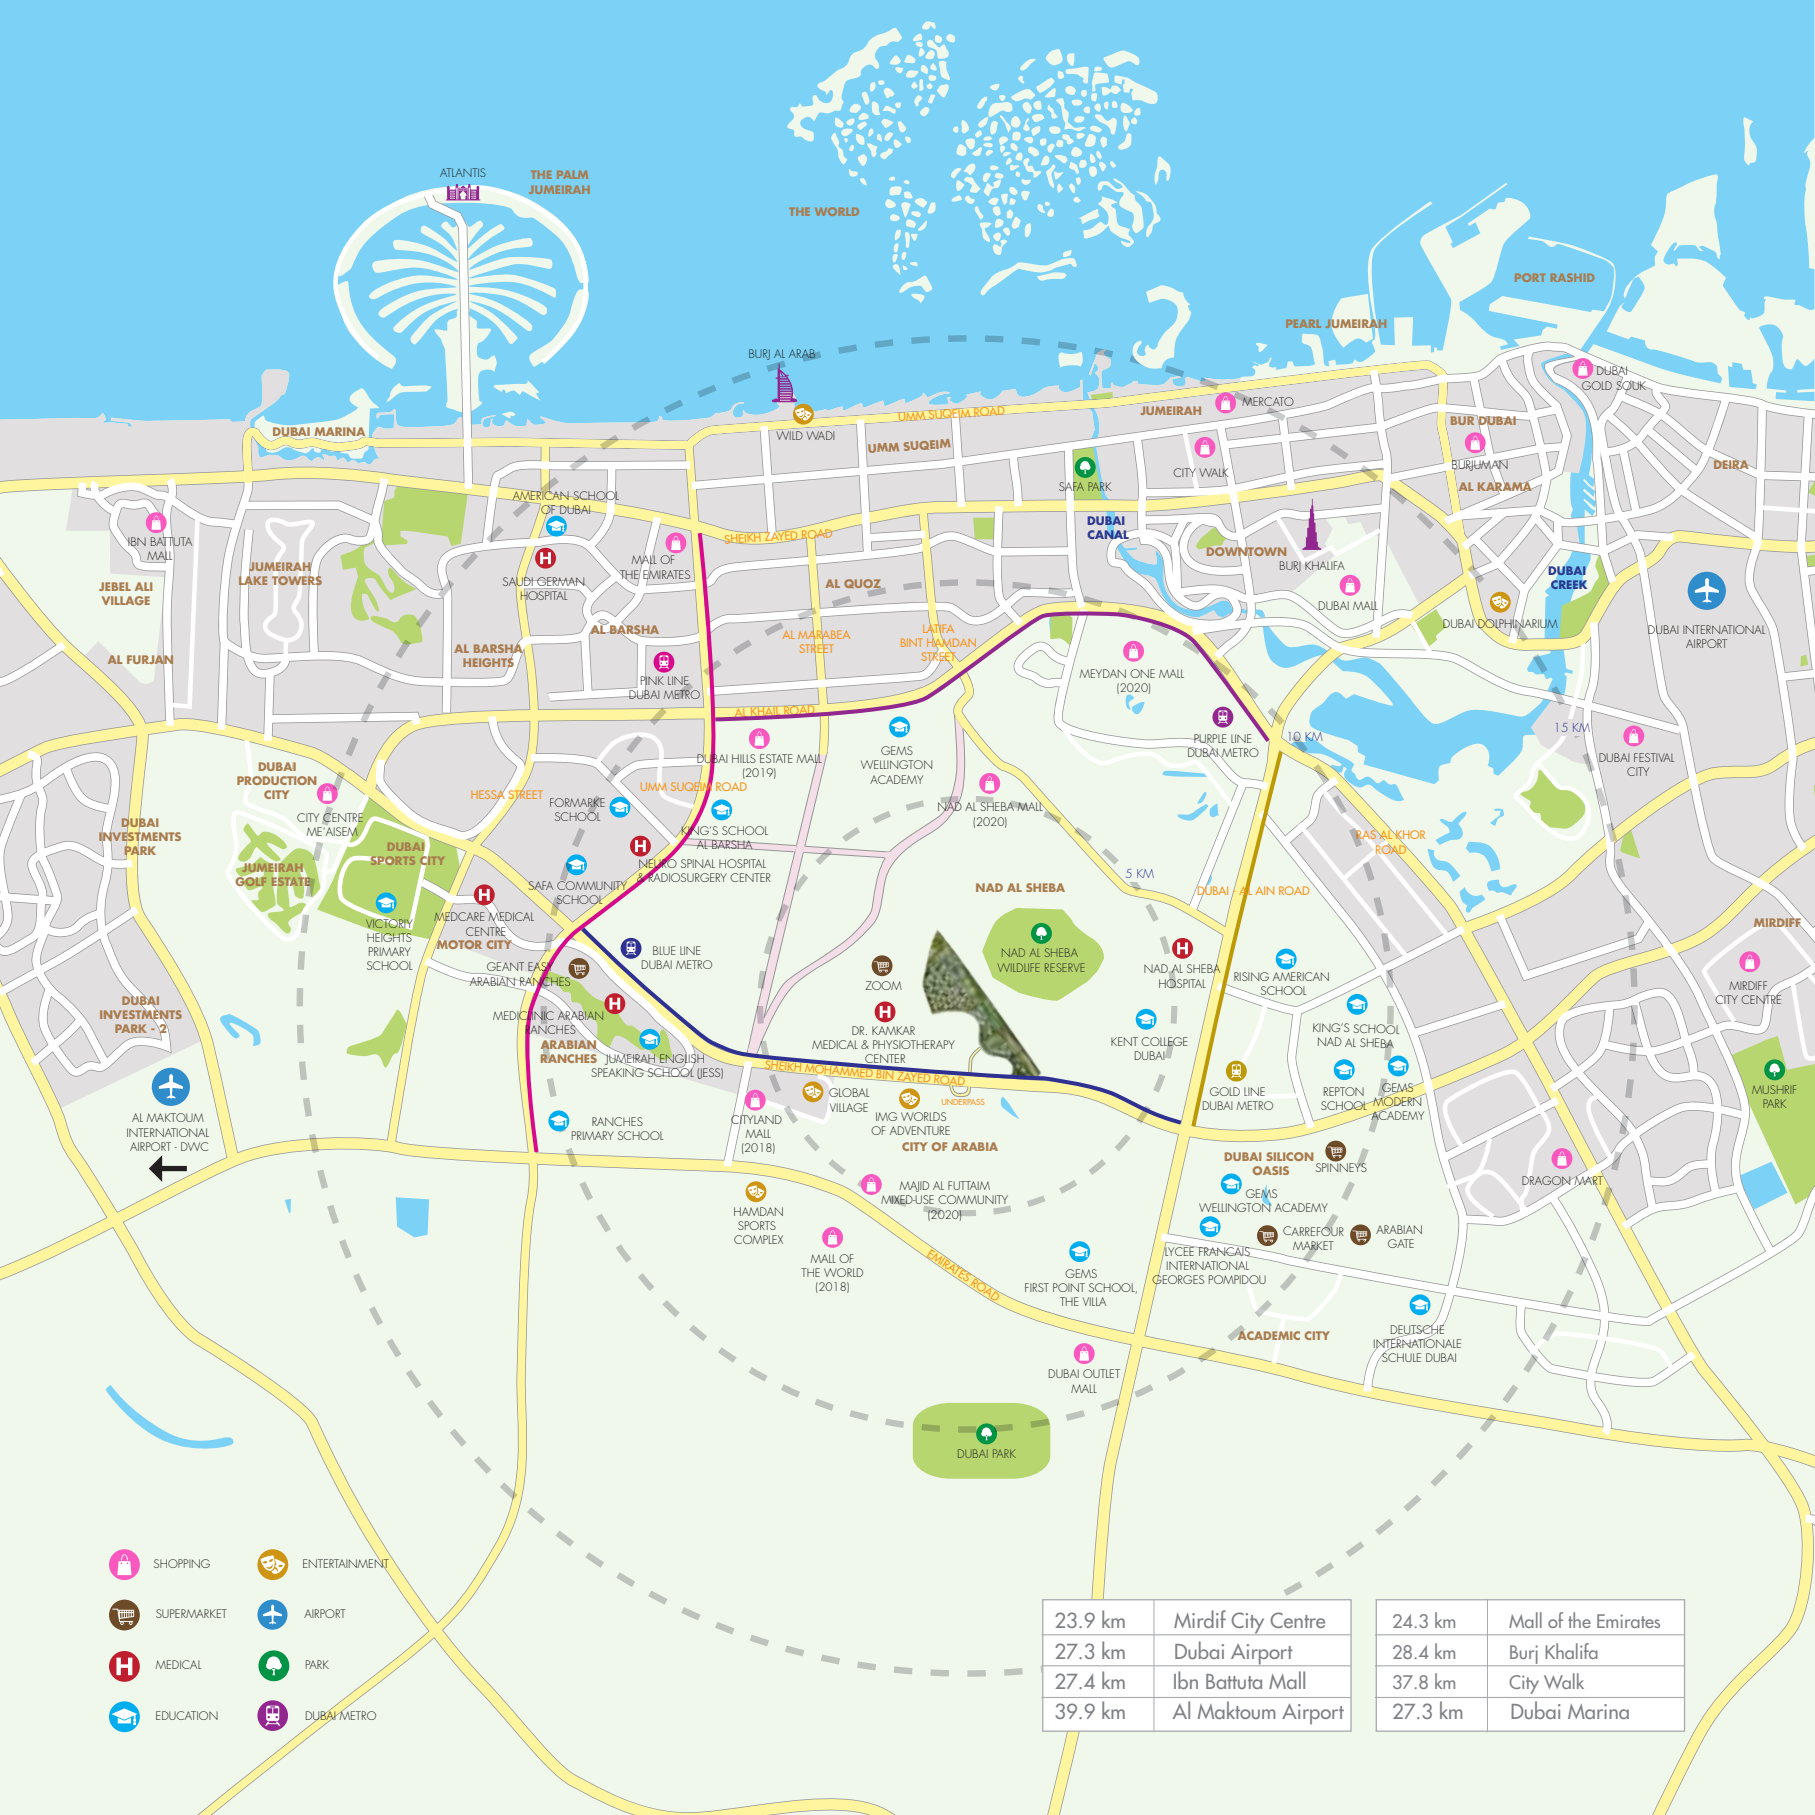 ATLANTIS
THE PALM
JUMEIRAH
THE WORLD
PORT RASHID
PEARL JUMEIRAH
BURJ AL ARAB
DUBAI
GOLD SOUK
MERCATO
JUMEIRAH
UMM SUQEIM ROAD
BUR DUBAI
DUBAI MARINA
WILD WADI
UMM SUQEIM
CITY WALK
BURJUMAN
DEIRA
SAFA PARK
AL KARAMA
AMERICAN SCHOOL
OF DUBAI
DUBAI
CANAL
SHEIKH ZAYED ROAD
IBN BATTUTA
MALL
MALL OF
THE EMIRATES
DOWNTOWN
BURJ KHALIFA
JUMEIRAH
LAKE TOWERS
SAUDI GERMAN
HOSPITAL
DUBAI
CREEK
JEBEL ALI
VILLAGE
AL QUOZ
DUBAI MALL
DUBAI DOLPHINARIUM
DUBAI INTERNATIONAL
AIRPORT
AL BARSHA
AL MARABEA
STREET
LATIFA
BINT HAMDAN
STREET
AL BARSHA
HEIGHTS
AL FURJAN
PINK LINE
DUBAI METRO
MEYDAN ONE MALL
(2020)
AL KHAIL ROAD
PURPLE LINE
DUBAI METRO
10 KM
15 KM
DUBAI HILLS ESTATE MALL
(2019)
GEMS
WELLINGTON
ACADEMY
DUBAI FESTIVAL
CITY
DUBAI
PRODUCTION
CITY
HESSA STREET
UMM SUQEIM ROAD
FORMARKE
SCHOOL
NAD AL SHEBA MALL
(2020)
CITY CENTRE
ME'AISEM
KING'S SCHOOL
AL BARSHA
DUBAI
INVESTMENTS
PARK
RAS AL KHOR
ROAD
DUBAI
SPORTS CITY
NEURO SPINAL HOSPITAL
& RADIOSURGERY CENTER
JUMEIRAH
GOLF ESTATE
SAFA COMMUNITY
SCHOOL
5 KM
NAD AL SHEBA
DUBAI - AL AIN ROAD
VICTORIY
HEIGHTS
PRIMARY
SCHOOL
MEDCARE MEDICAL
CENTRE
MOTOR CITY
MIRDIFF
BLUE LINE
DUBAI METRO
NAD AL SHEBA
WILDLIFE RESERVE
GEANT EASY
ARABIAN RANCHES
ZOOM
NAD AL SHEBA
HOSPITAL
RISING AMERICAN
SCHOOL
MIRDIFF
CITY CENTRE
DUBAI
INVESTMENTS
PARK - 2
MEDICLINIC ARABIAN
RANCHES
DR. KAMKAR
MEDICAL & PHYSIOTHERAPY
CENTER
KENT COLLEGE
DUBAI
KING'S SCHOOL
NAD AL SHEBA
ARABIAN
RANCHES
JUMEIRAH ENGLISH
SPEAKING SCHOOL (JESS)
SHEIKH MOHAMMED BIN ZAYED ROAD
GOLD LINE
DUBAI METRO
REPTON
SCHOOL
GEMS
MODERN
ACADEMY
MUSHRIF
PARK
UNDERPASS
GLOBAL
VILLAGE
IMG WORLDS
OF ADVENTURE
AL MAKTOUM
INTERNATIONAL
AIRPORT - DWC
RANCHES
PRIMARY SCHOOL
CITYLAND
MALL
(2018)
CITY OF ARABIA
DUBAI SILICON
OASIS
SPINNEYS
DRAGON MART
MAJID AL FUTTAIM
MIXED-USE COMMUNITY
(2020)
GEMS
WELLINGTON ACADEMY
HAMDAN
SPORTS
COMPLEX
CARREFOUR
MARKET
ARABIAN
GATE
MALL OF
THE WORLD
(2018)
EMIRATES ROAD
LYCEE FRANCAIS
INTERNATIONAL
GEORGES POMPIDOU
GEMS
FIRST POINT SCHOOL,
THE VILLA
ACADEMIC CITY
DEUTSCHE
INTERNATIONALE
SCHULE DUBAI
DUBAI OUTLET
MALL
DUBAI PARK
SHOPPING
ENTERTAINMENT
SUPERMARKET
AIRPORT
MEDICAL
PARK
EDUCATION
DUBAI METRO
23.9 km Mirdif City Centre
27.3 km Dubai Airport
27.4 km Ibn Battuta Mall
39.9 km Al Maktoum Airport
24.3 km Mall of the Emirates
28.4 km Burj Khalifa
37.8 km City Walk
27.3 km Dubai Marina